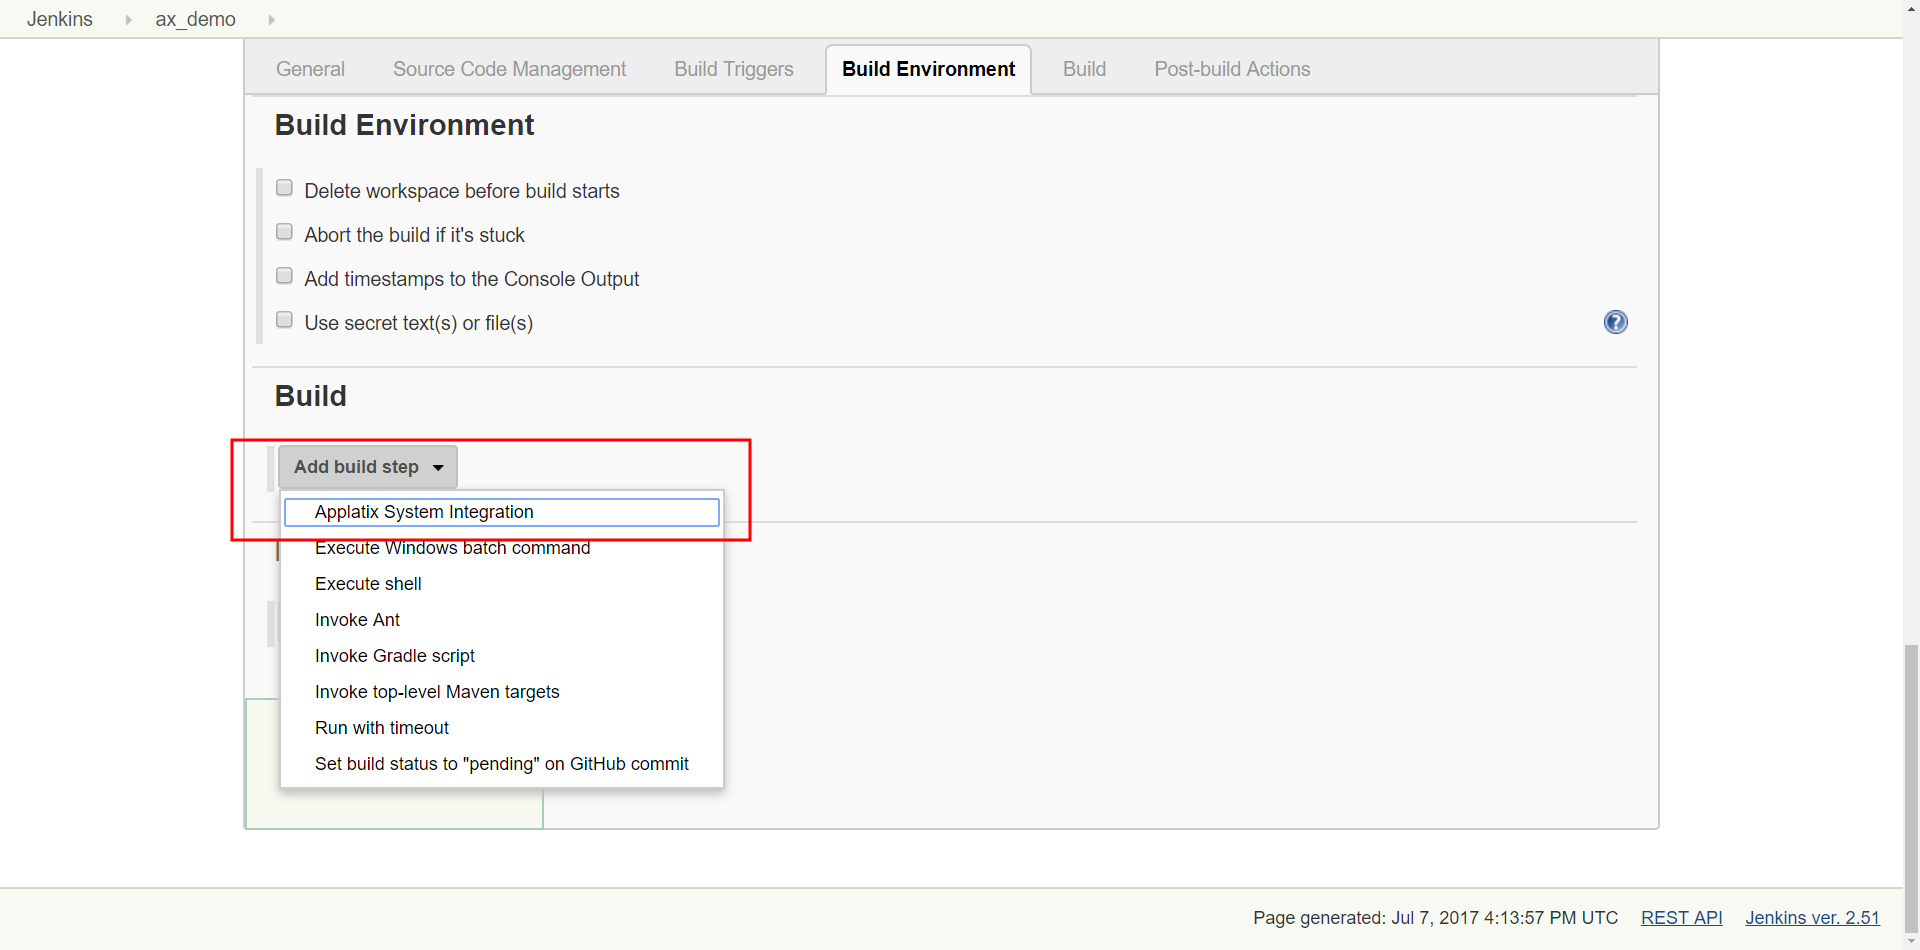 Jenkins ax_demo
General Source Code Management Build Triggers Build Environment Build Post-build Actions
Build Environment
Delete workspace before build starts
Abort the build if it's stuck
Add timestamps to the Console Output
Use secret text(s) or file(s)
?
Build
Add build step
Applatix System Integration
Execute Windows batch command
Execute shell
Invoke Ant
Invoke Gradle script
Invoke top-level Maven targets
Run with timeout
Set build status to "pending" on GitHub commit
Page generated: Jul 7, 2017 4:13:57 PM UTC REST API Jenkins ver. 2.51